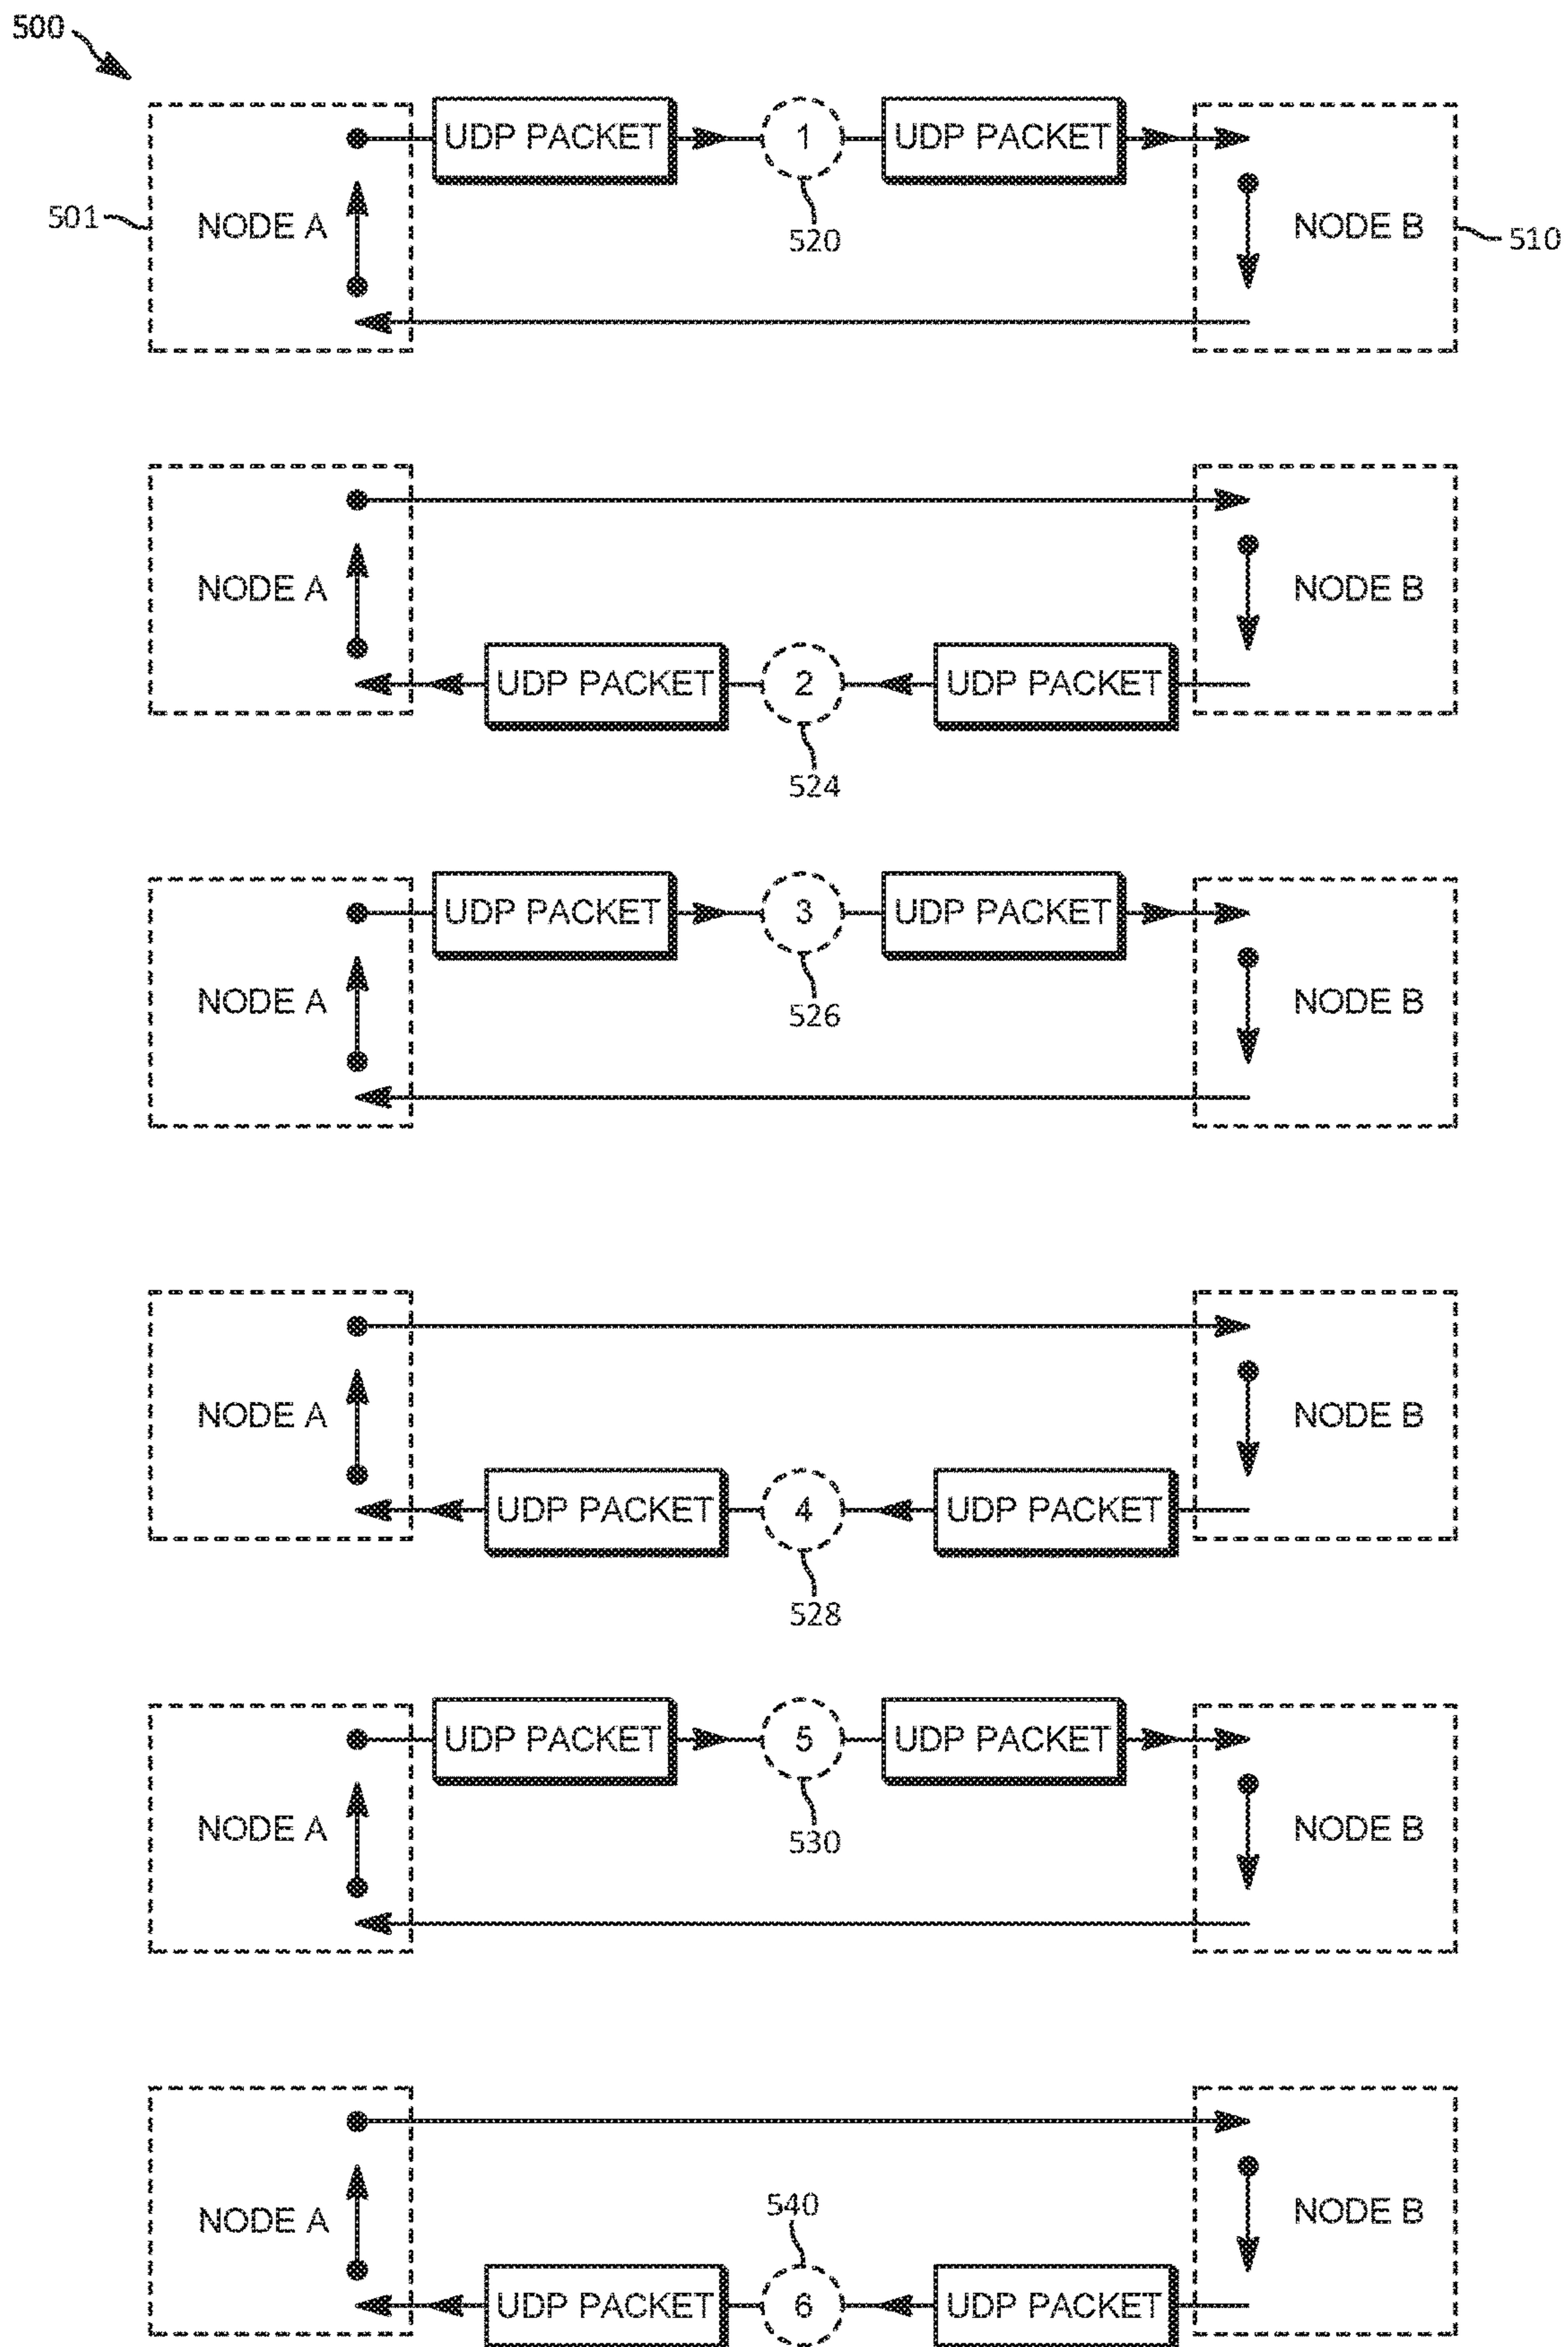 500
UDP PACKET 1 UDP PACKET
501 NODE A 520 NODE B 510
NODE A NODE B
UDP PACKET 2 UDP PACKET
524
UDP PACKET 3 UDP PACKET
NODE A 526 NODE B
NODE A NODE B
UDP PACKET 4 UDP PACKET
528
UDP PACKET 5 UDP PACKET
NODE A 530 NODE B
NODE A 540 NODE B
UDP PACKET 6 UDP PACKET